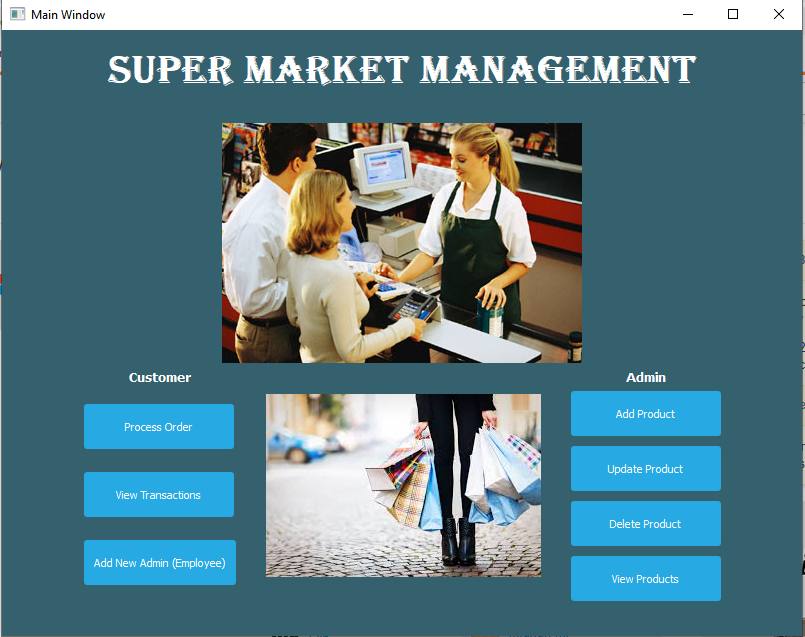 Main Window
SUPER MARKET MANAGEMENT
Customer
Process Order
View Transactions
Add New Admin (Employee)
Admin
Add Product
Update Product
Delete Product
View Products